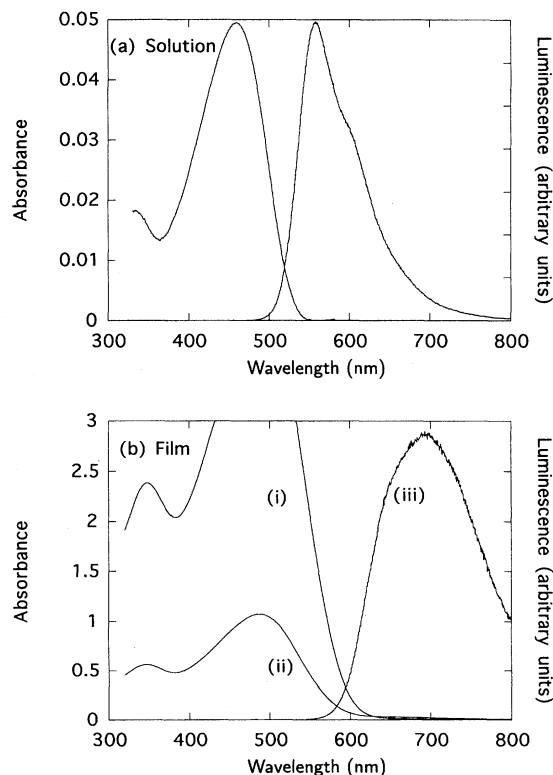 (a) Solution
Absorbance
0.05
0.04
0.03
0.02
0.01
0
300 400 500 600 700 800
Wavelength (nm)
Luminescence (arbitrary units)
(b) Film
Absorbance
3
2.5
2
1.5
1
0.5
0
(i)
(ii)
(iii)
300 400 500 600 700 800
Wavelength (nm)
Luminescence (arbitrary units)